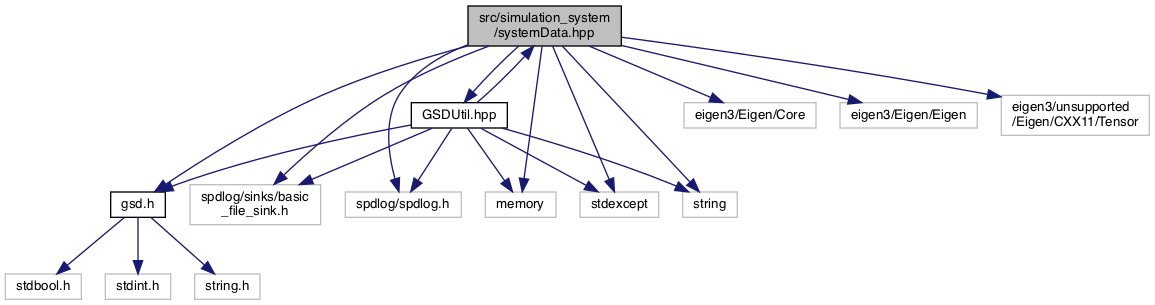 src/simulation_system
/systemData.hpp
GSDUtil.hpp
eigen3/Eigen/Core
eigen3/Eigen/Eigen
eigen3/unsupported
/Eigen/CXX11/Tensor
gsd.h
spdlog/sinks/basic
_file_sink.h
spdlog/spdlog.h
memory
stdexcept
string
stdbool.h
stdint.h
string.h